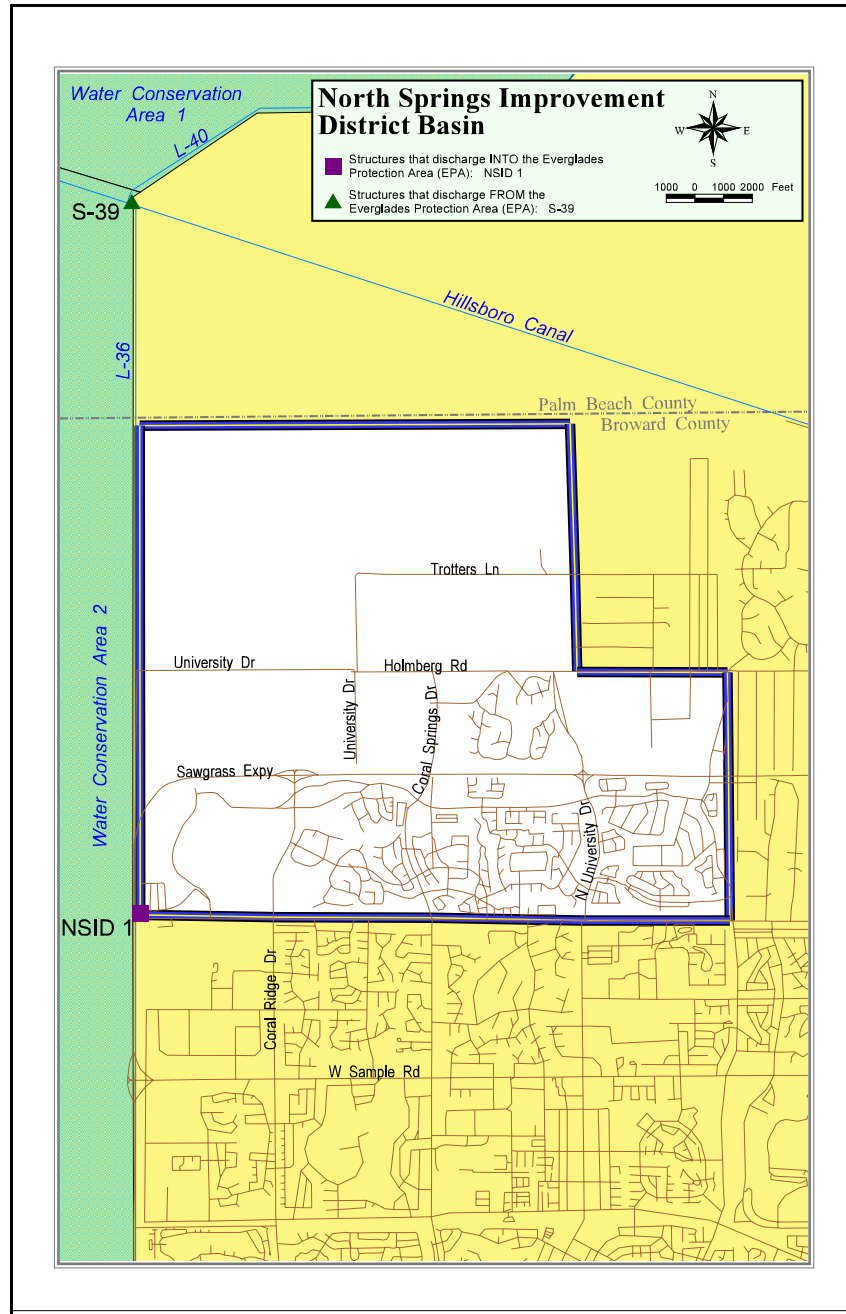 Water Conservation
Area 1
L-40
S-39
North Springs Improvement
District Basin
N
W E
S
Structures that discharge INTO the Everglades
Protection Area (EPA): NSID 1
Structures that discharge FROM the
Everglades Protection Area (EPA): S-39
1000 0 1000 2000 Feet
Hillsboro Canal
L-36
Palm Beach County
Broward County
Trotters Ln
Water Conservation Area 2
University Dr
Holmberg Rd
University Dr
Coral Springs Dr
Sawgrass Expy
N University Dr
NSID 1
Coral Ridge Dr
W Sample Rd